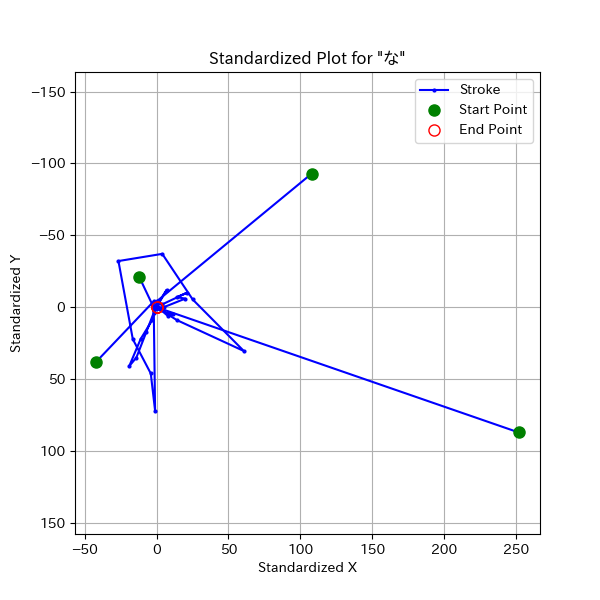 Standardized Plot for "な"
Stroke
Start Point
End Point
−150
−100
−50
0
50
100
150
Standardized Y
−50
0
50
100
150
200
250
Standardized X